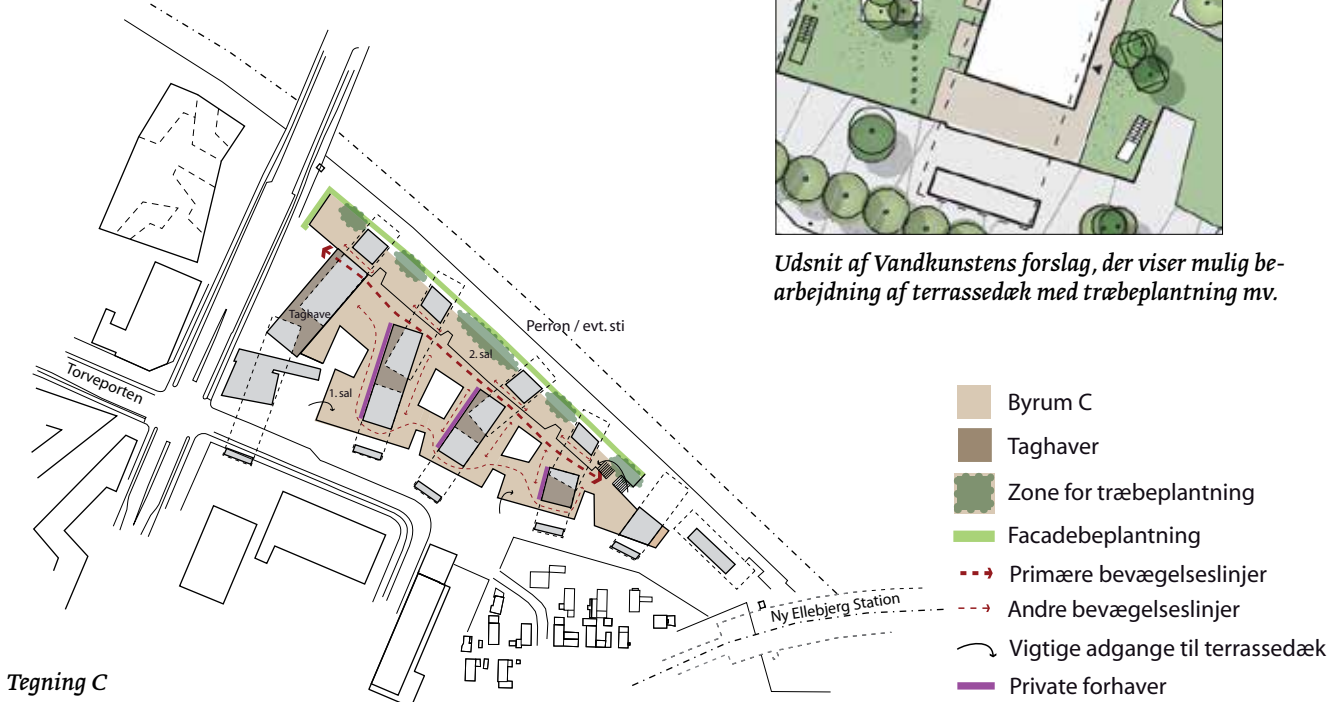 Udsnit af Vandkunstens forslag, der viser mulig be-
arbejdning af terrassedæk med træbeplantning mv.
Taghave
Perron / evt. sti
2. sal
Torveporten
1. sal
Ny Ellebjerg Station
Tegning C
Byrum C
Taghaver
Zone for træbeplantning
Facadebeplantning
Primære bevægelseslinjer
Andre bevægelseslinjer
Vigtige adgange til terrassedæk
Private forhaver